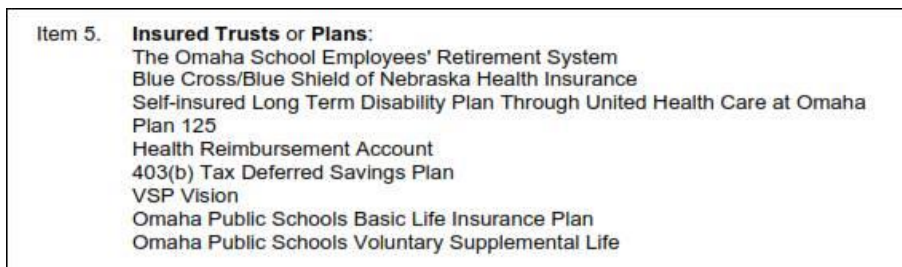 Item 5. Insured Trusts or Plans:
The Omaha School Employees' Retirement System
Blue Cross/Blue Shield of Nebraska Health Insurance
Self-insured Long Term Disability Plan Through United Health Care at Omaha
Plan 125
Health Reimbursement Account
403(b) Tax Deferred Savings Plan
VSP Vision
Omaha Public Schools Basic Life Insurance Plan
Omaha Public Schools Voluntary Supplemental Life